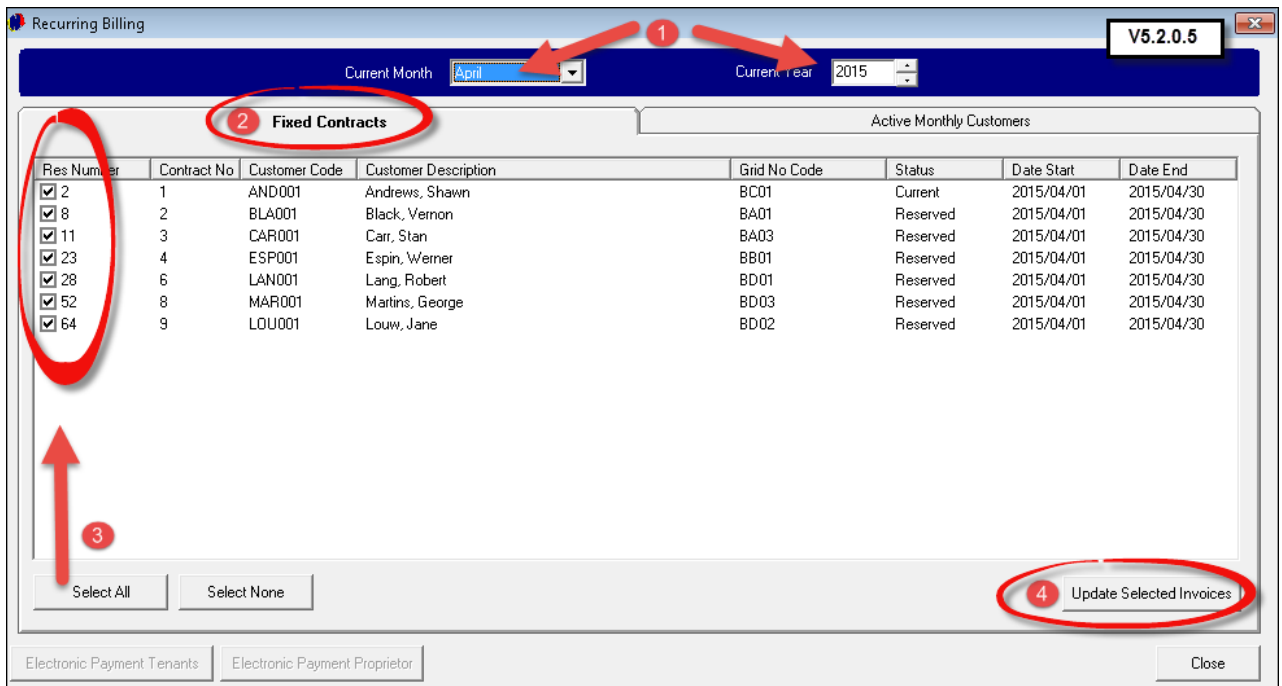 Recurring Billing
V5.2.0.5
1
Current Month April Current Year 2015
2 Fixed Contracts Active Monthly Customers
Res Number Contract No Customer Code Customer Description Grid No Code Status Date Start Date End
2 1 AND001 Andrews, Shawn BC01 Current 2015/04/01 2015/04/30
8 2 BLA001 Black, Vernon BA01 Reserved 2015/04/01 2015/04/30
11 3 CAR001 Carr, Stan BA03 Reserved 2015/04/01 2015/04/30
23 4 ESP001 Espin, Werner BB01 Reserved 2015/04/01 2015/04/30
28 6 LAN001 Lang, Robert BD01 Reserved 2015/04/01 2015/04/30
52 8 MAR001 Martins, George BD03 Reserved 2015/04/01 2015/04/30
64 9 LOU001 Louw, Jane BD02 Reserved 2015/04/01 2015/04/30
3
Select All Select None 4 Update Selected Invoices
Electronic Payment Tenants Electronic Payment Proprietor Close